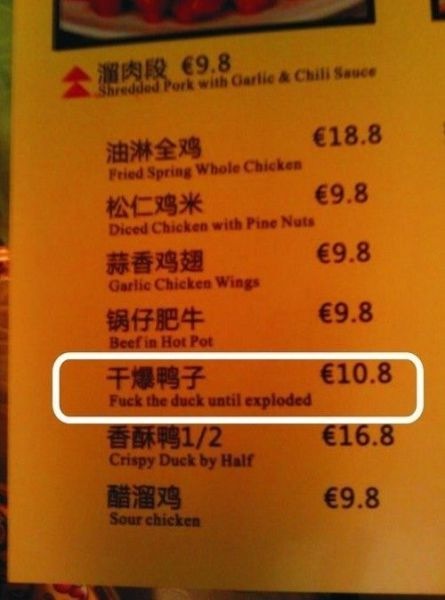 溜肉段 €9.8
Shredded Pork with Garlic & Chili Sauce
油淋全鸡 €18.8
Fried Spring Whole Chicken
松仁鸡米 €9.8
Diced Chicken with Pine Nuts
蒜香鸡翅 €9.8
Garlic Chicken Wings
锅仔肥牛 €9.8
Beef in Hot Pot
干爆鸭子 €10.8
Fuck the duck until exploded
香酥鸭1/2 €16.8
Crispy Duck by Half
醋溜鸡 €9.8
Sour chicken